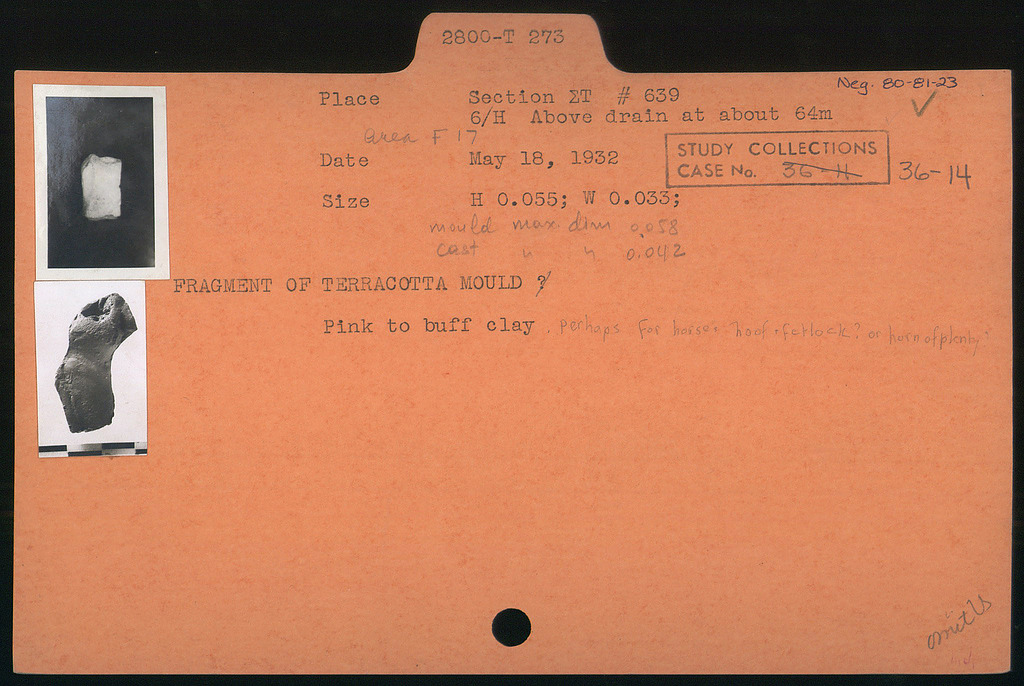 2800-T 273
Neg. 80-81-23
Place Section ΣT # 639
6/H Above drain at about 64m
area F 17
Date May 18, 1932
STUDY COLLECTIONS
CASE No. 36-H 36-14
Size H 0.055; W 0.033;
mould max. dim 0.058
cast " " 0.042
FRAGMENT OF TERRACOTTA MOULD ?
Pink to buff clay. Perhaps for horses hoof + fetlock? or horn of plenty